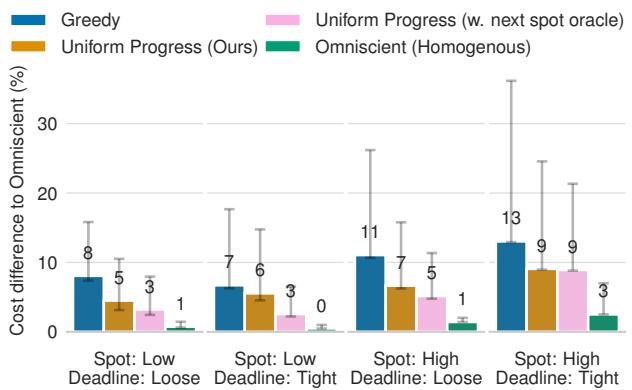 Greedy
Uniform Progress (w. next spot oracle)
Uniform Progress (Ours)
Omniscient (Homogenous)
Cost difference to Omniscient (%)
30
20
10
0
8
5
3
1
7
6
3
0
11
7
5
1
13
9
9
3
Spot: Low
Deadline: Loose
Spot: Low
Deadline: Tight
Spot: High
Deadline: Loose
Spot: High
Deadline: Tight